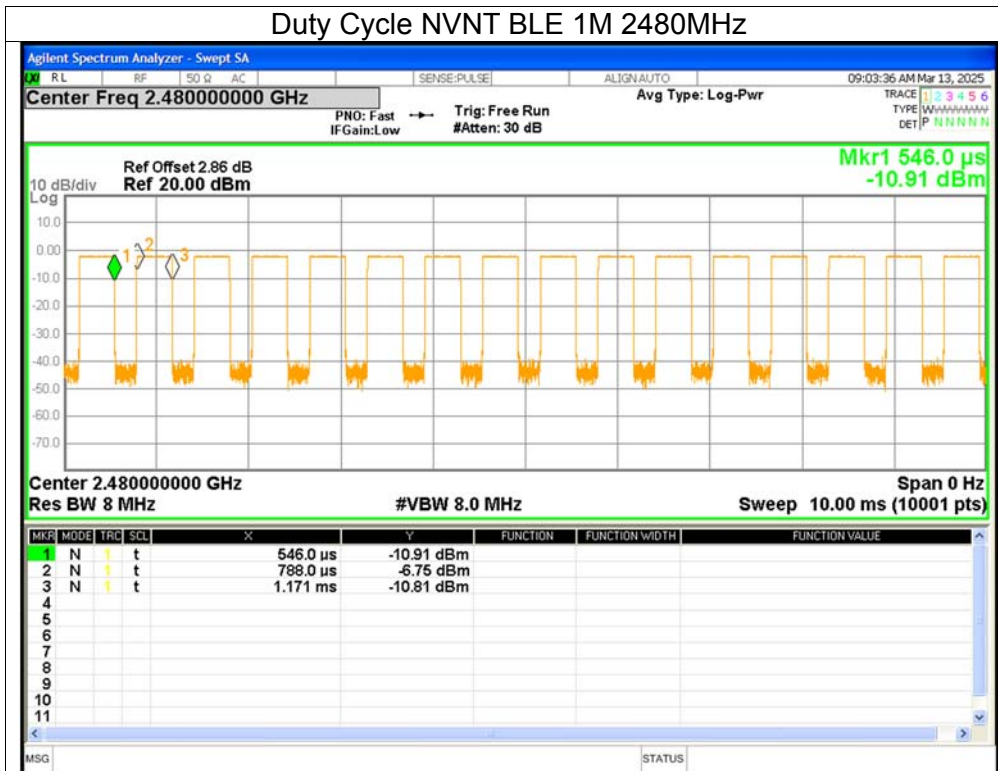 Duty Cycle NVNT BLE 1M 2480MHz
Agilent Spectrum Analyzer - Swept SA
LXI RL RF 50 Ω AC SENSE:PULSE ALIGNAUTO 09:03:36 AM Mar 13, 2025
Center Freq 2.480000000 GHz Avg Type: Log-Pwr TRACE 1 2 3 4 5 6
PNO: Fast Trig: Free Run TYPE W
IFGain:Low #Atten: 30 dB DET P N N N N N
Mkr1 546.0 µs
Ref Offset 2.86 dB
10 dB/div Ref 20.00 dBm -10.91 dBm
Log
10.0
0.00
1 2 3
-10.0
-20.0
-30.0
-40.0
-50.0
-60.0
-70.0
Center 2.480000000 GHz Span 0 Hz
Res BW 8 MHz #VBW 8.0 MHz Sweep 10.00 ms (10001 pts)
MKR MODE TRC SCL X Y FUNCTION FUNCTION WIDTH FUNCTION VALUE
1 N 1 t 546.0 µs -10.91 dBm
2 N 1 t 788.0 µs -6.75 dBm
3 N 1 t 1.171 ms -10.81 dBm
4
5
6
7
8
9
10
11
MSG STATUS